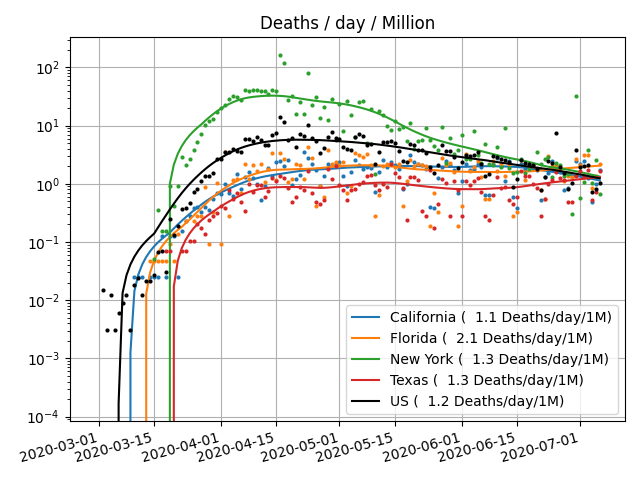 Deaths / day / Million
10²
10¹
10⁰
10⁻¹
10⁻²
10⁻³
10⁻⁴
California (  1.1 Deaths/day/1M)
Florida (  2.1 Deaths/day/1M)
New York (  1.3 Deaths/day/1M)
Texas (  1.3 Deaths/day/1M)
US (  1.2 Deaths/day/1M)
2020-03-01
2020-03-15
2020-04-01
2020-04-15
2020-05-01
2020-05-15
2020-06-01
2020-06-15
2020-07-01